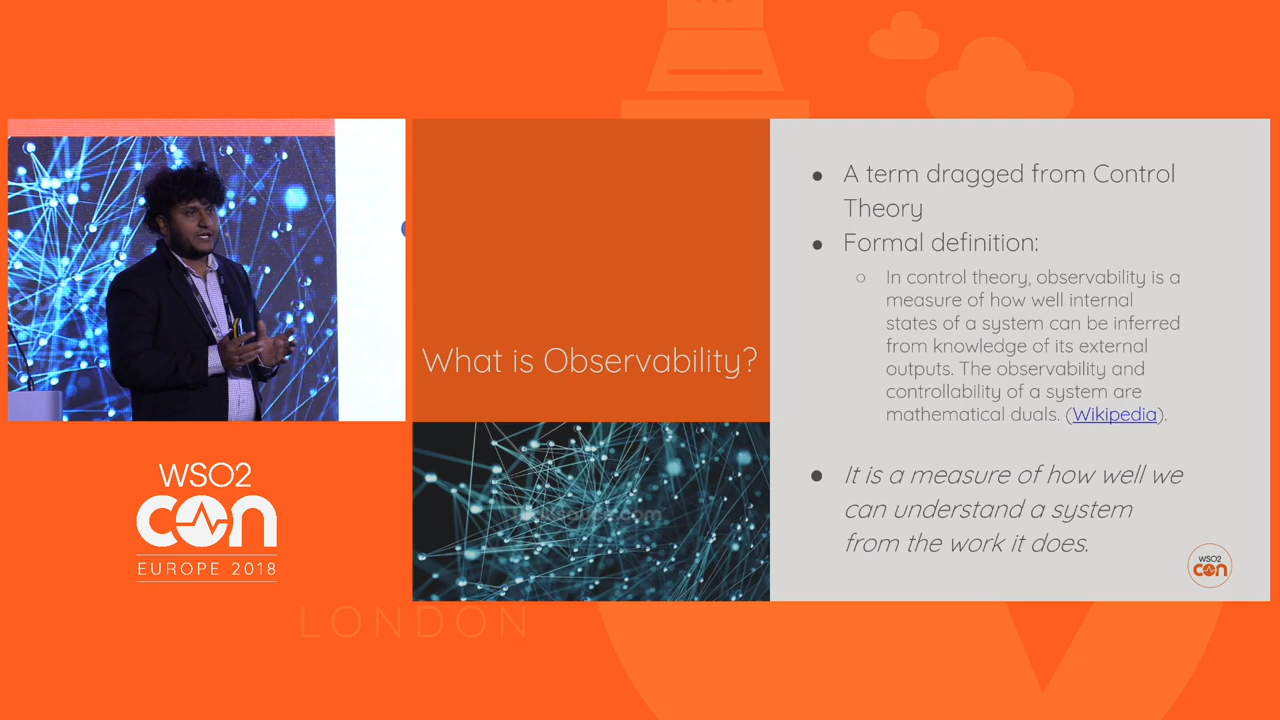 What is Observability?
● A term dragged from Control
Theory
● Formal definition:
○ In control theory, observability is a
measure of how well internal
states of a system can be inferred
from knowledge of its external
outputs. The observability and
controllability of a system are
mathematical duals. (Wikipedia).
● It is a measure of how well we
can understand a system
from the work it does.
WSO2
CON
WSO2
CON
EUROPE 2018
LONDON